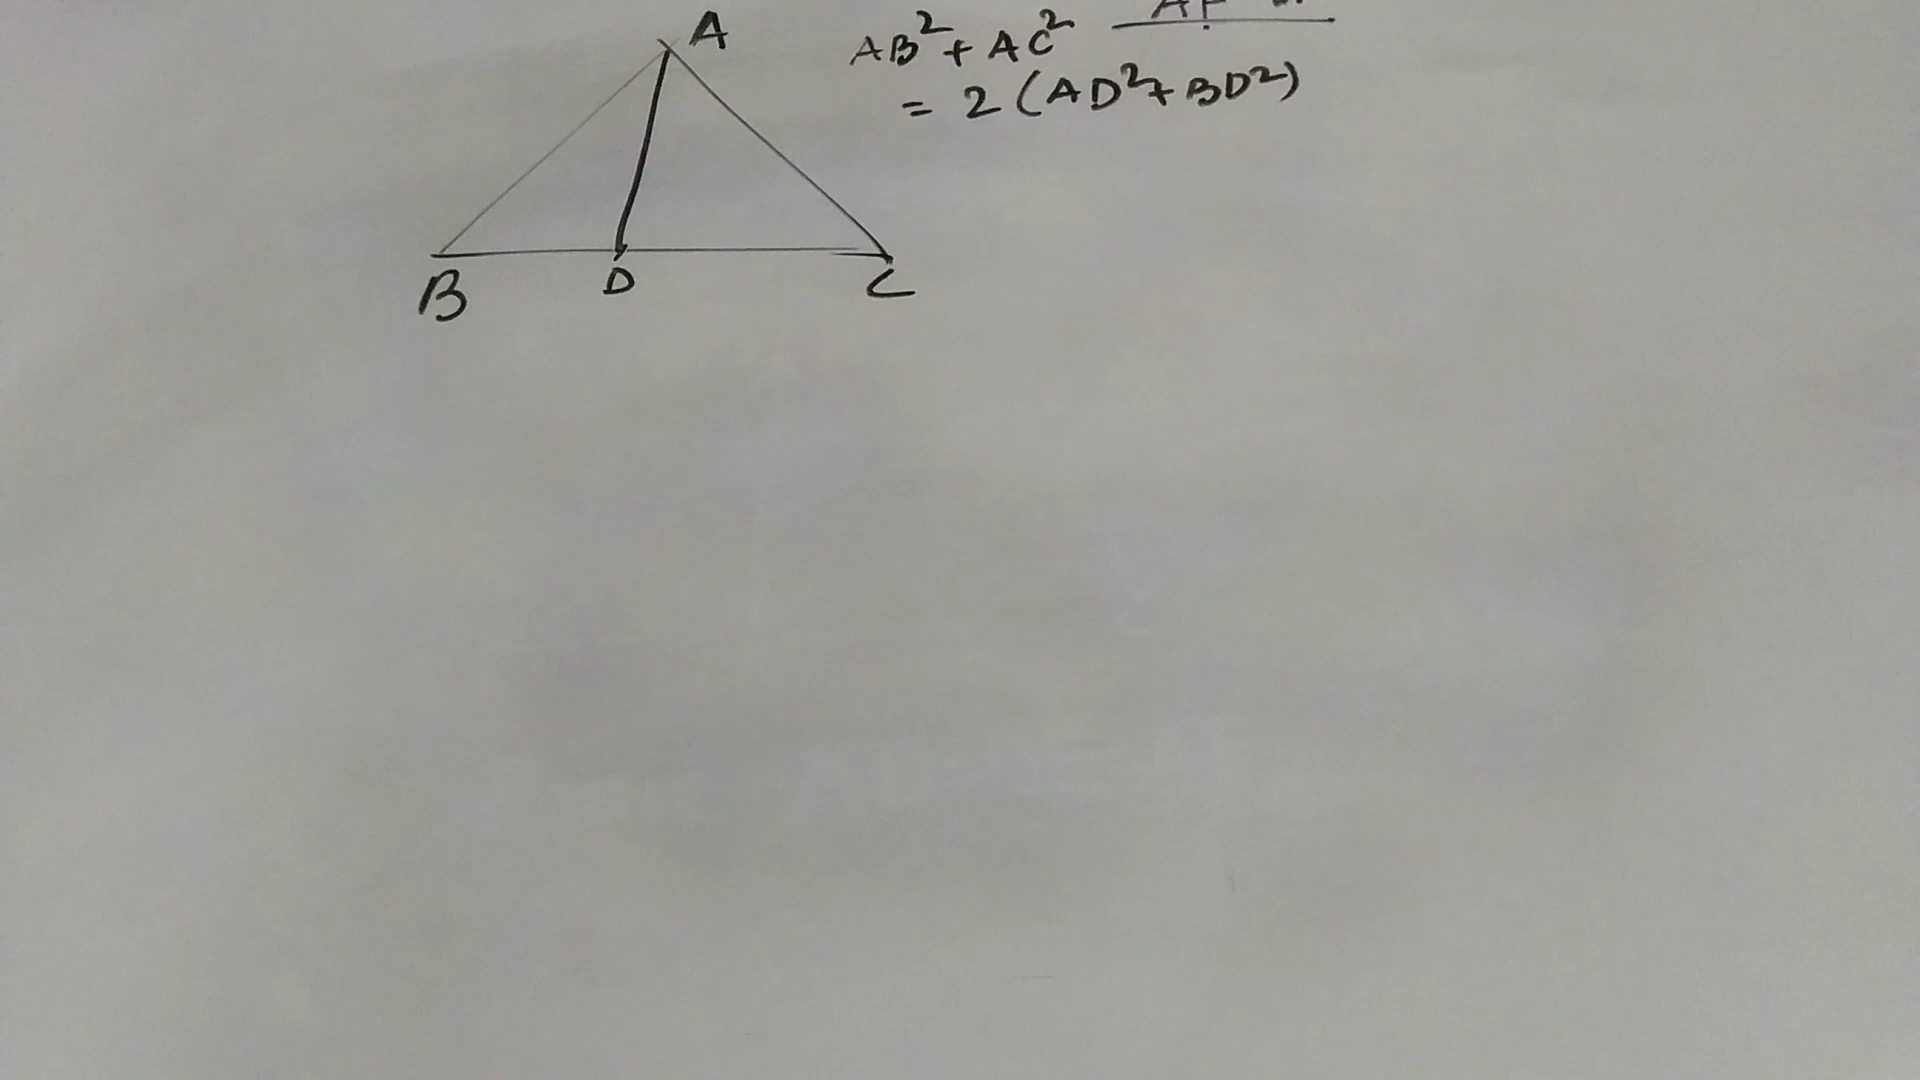 A
AB²+ AC²
= 2 (AD²+ BD²)
B D C